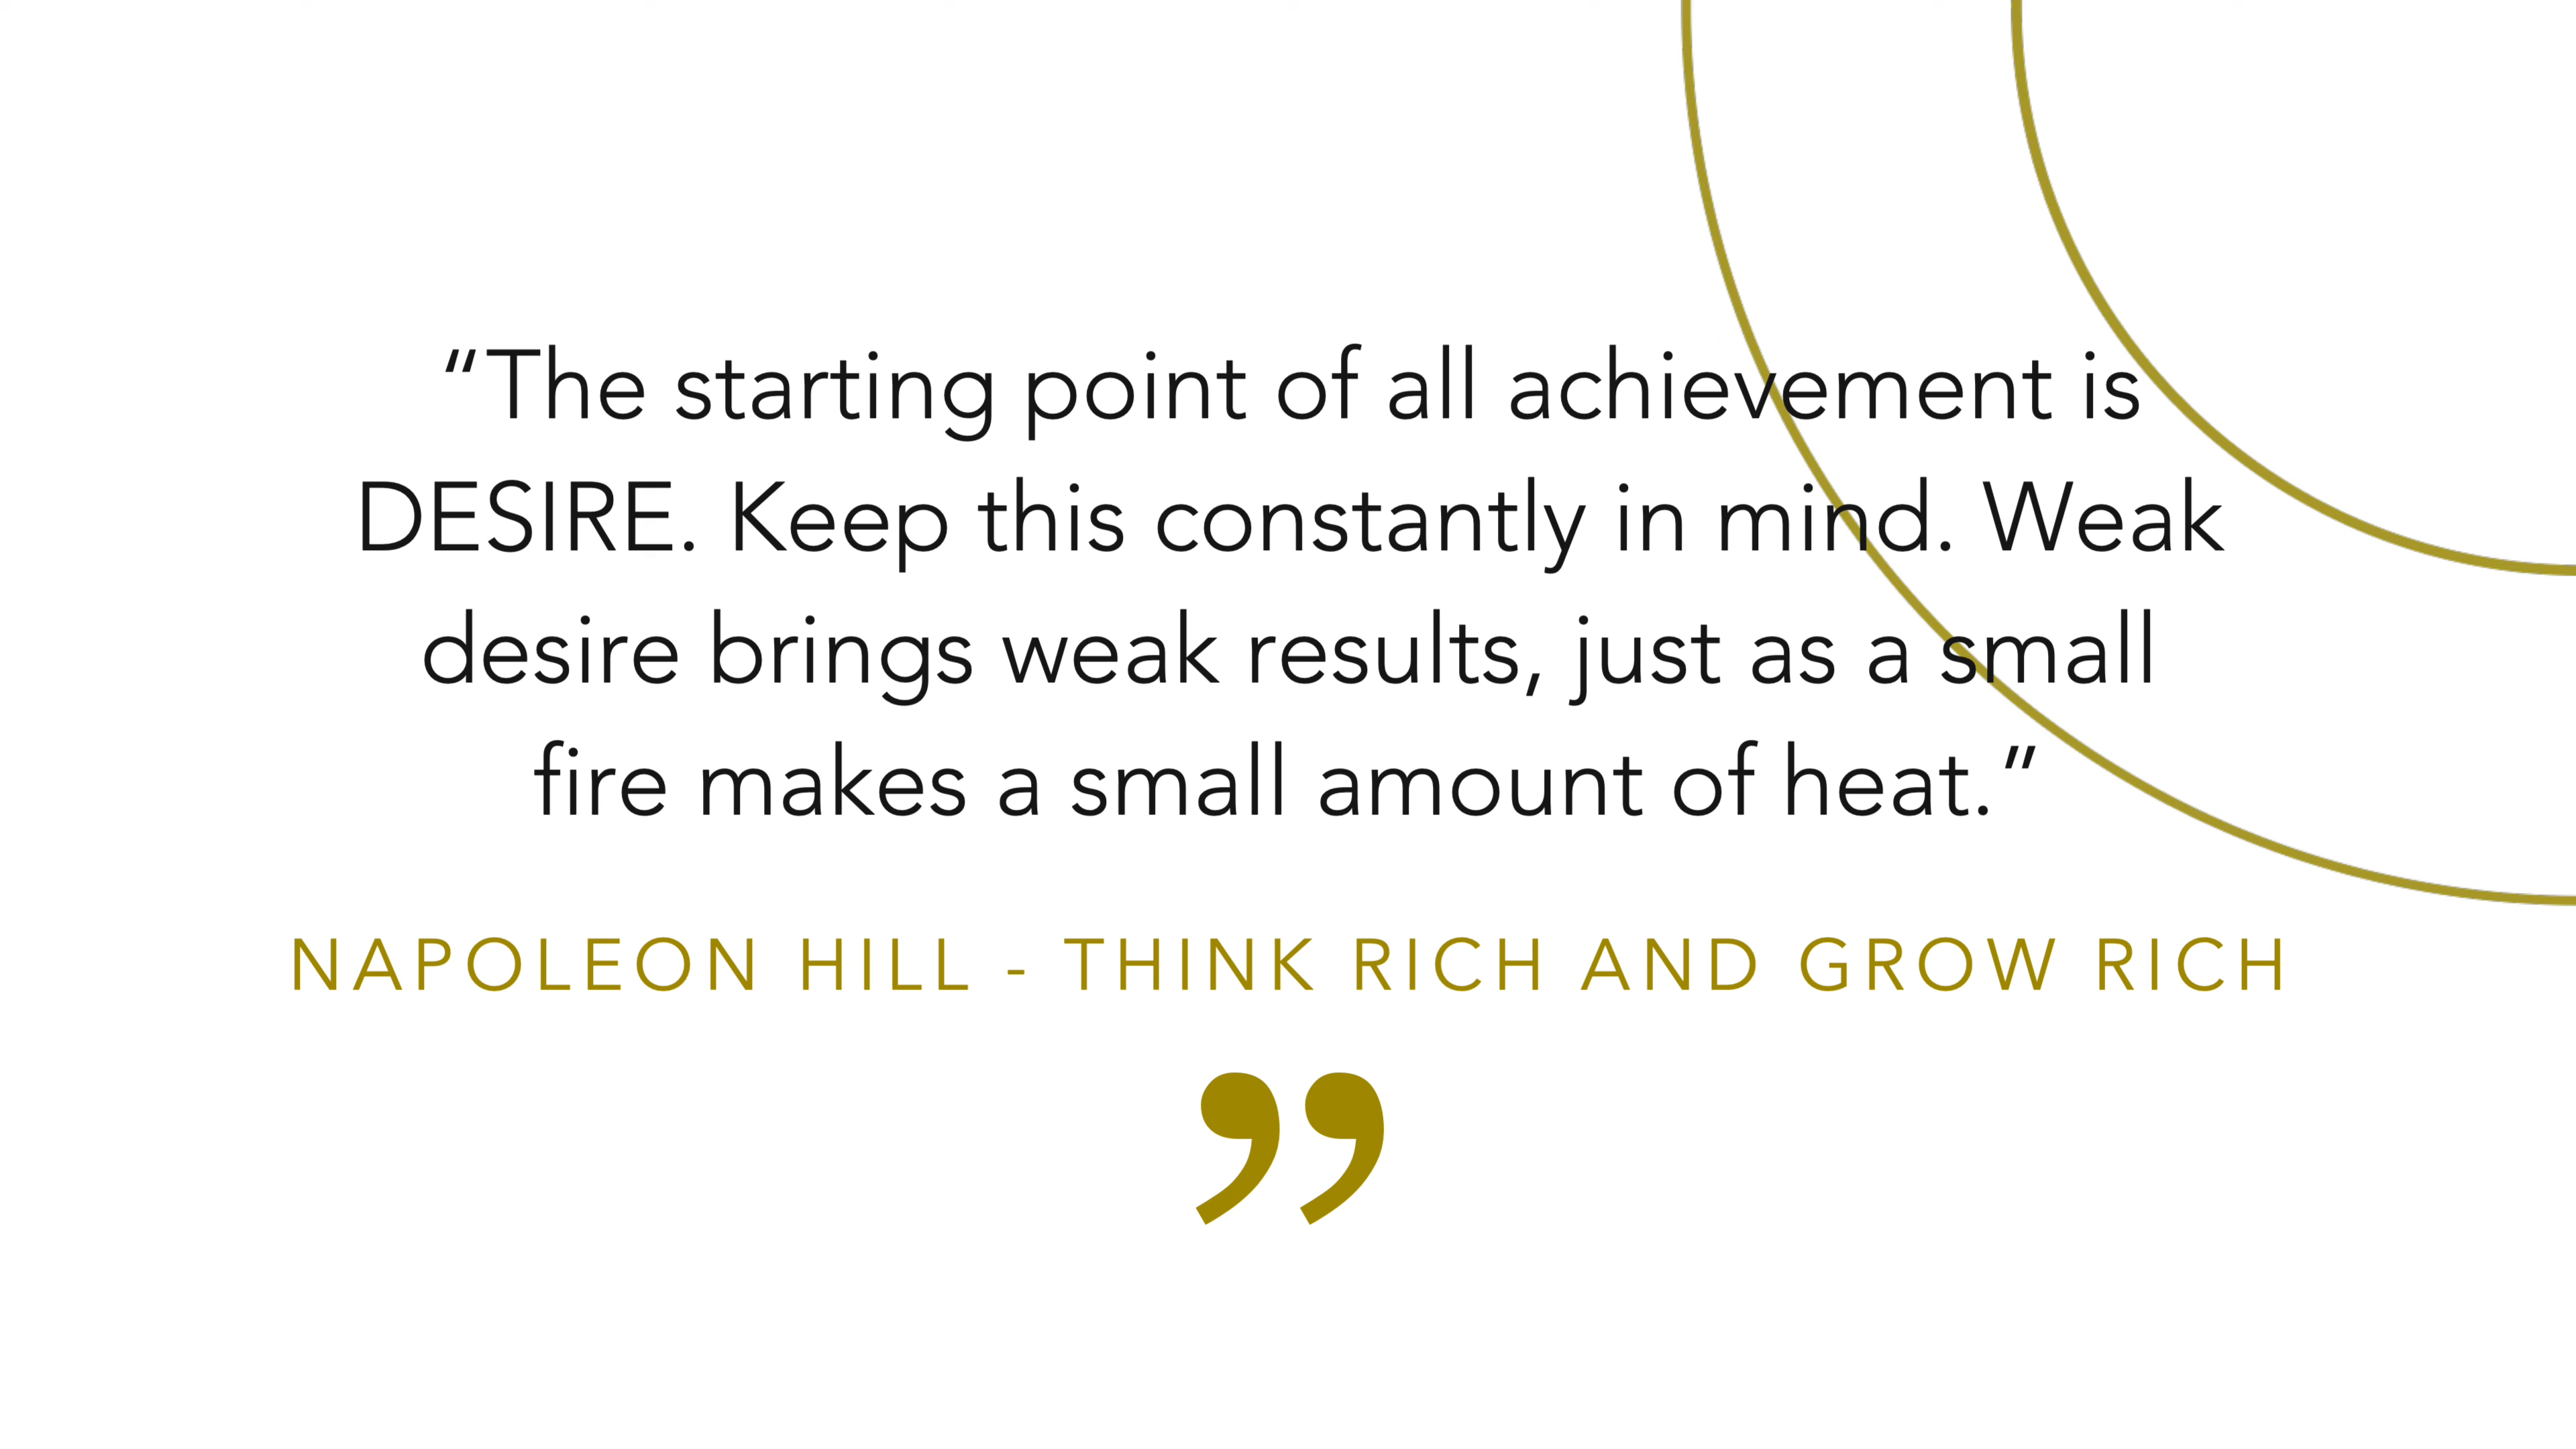 “The starting point of all achievement is
DESIRE. Keep this constantly in mind. Weak
desire brings weak results, just as a small
fire makes a small amount of heat.”
NAPOLEON HILL - THINK RICH AND GROW RICH
”